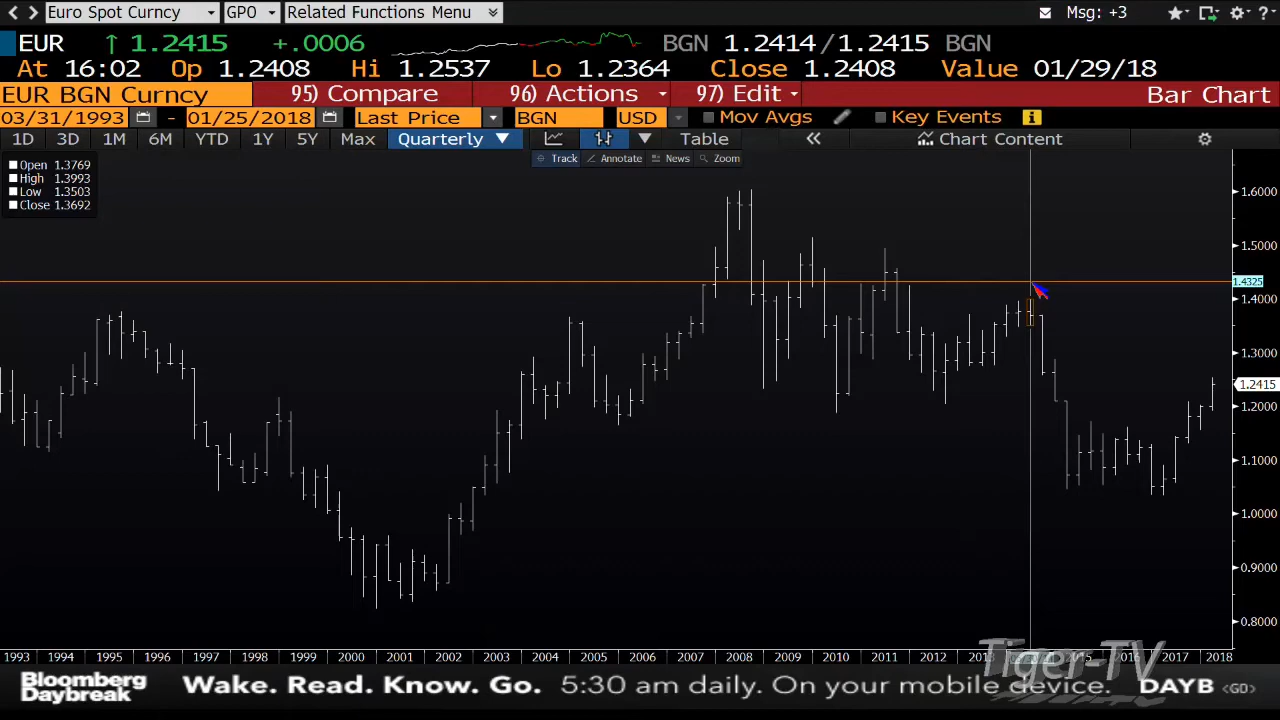 Euro Spot Curncy GPO Related Functions Menu Msg: +3 ?
EUR ↑ 1.2415 +.0006 BGN 1.2414/1.2415 BGN
At 16:02 Op 1.2408 Hi 1.2537 Lo 1.2364 Close 1.2408 Value 01/29/18
EUR BGN Curncy 95) Compare 96) Actions 97) Edit Bar Chart
03/31/1993 - 01/25/2018 Last Price BGN USD Mov Avgs Key Events i
1D 3D 1M 6M YTD 1Y 5Y Max Quarterly ▼ Table « Chart Content
Track Annotate News Zoom
Open 1.3769
High 1.3993
Low 1.3503
Close 1.3692
1.6000
1.5000
1.4325
1.4000
1.3000
1.2415
1.2000
1.1000
1.0000
0.9000
0.8000
1993 1994 1995 1996 1997 1998 1999 2000 2001 2002 2003 2004 2005 2006 2007 2008 2009 2010 2011 2012 2015 2016 2017 2018
Tiger-TV
Bloomberg
Daybreak
Wake. Read. Know. Go. 5:30 am daily. On your mobile device. DAYB <GO>